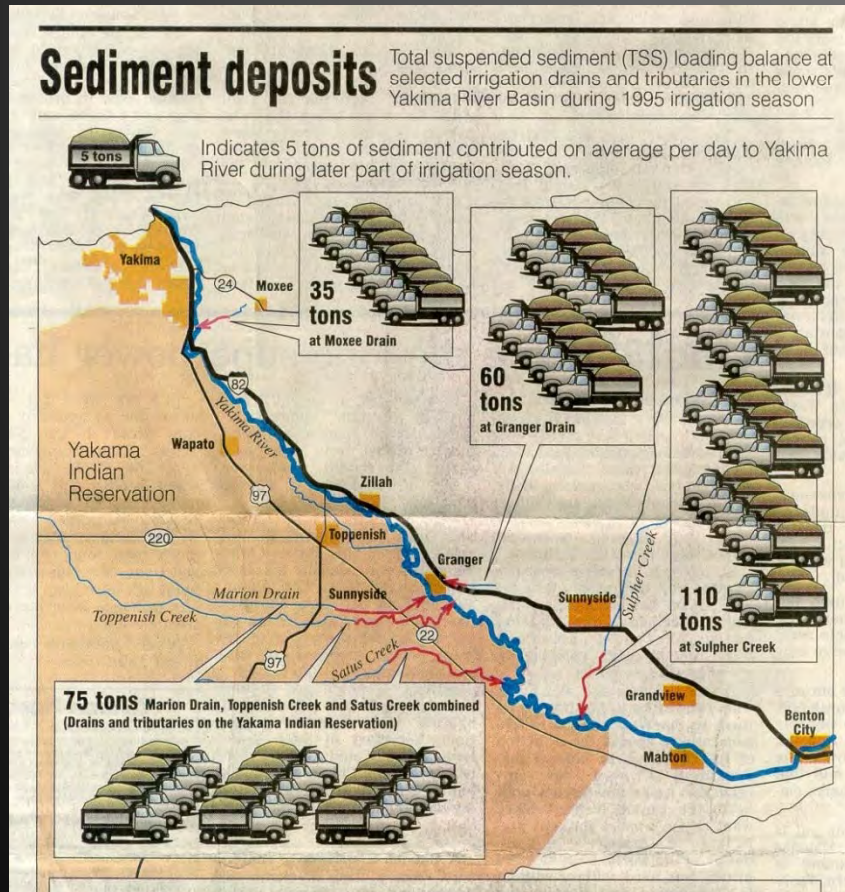 Sediment deposits
Total suspended sediment (TSS) loading balance at
selected irrigation drains and tributaries in the lower
Yakima River Basin during 1995 irrigation season
5 tons
Indicates 5 tons of sediment contributed on average per day to Yakima
River during later part of irrigation season.
Yakima
24
Moxee
35
tons
at Moxee Drain
60
tons
at Granger Drain
110
tons
at Sulpher Creek
82
Yakima River
Wapato
Yakama
Indian
Reservation
97
Zillah
Toppenish
220
Granger
Marion Drain
Sunnyside
Toppenish Creek
22
Sunnyside
Sulpher Creek
97
Satus Creek
Grandview
Benton
City
Mabton
75 tons Marion Drain, Toppenish Creek and Satus Creek combined
(Drains and tributaries on the Yakama Indian Reservation)